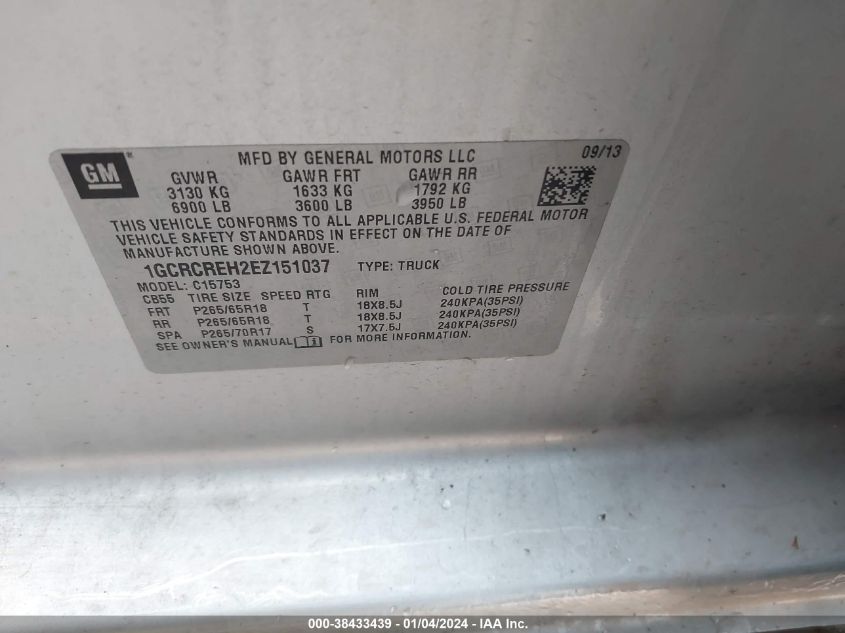 GM
MFD BY GENERAL MOTORS LLC
09/13
GVWR GAWR FRT GAWR RR
3130 KG 1633 KG 1792 KG
6900 LB 3600 LB 3950 LB
THIS VEHICLE CONFORMS TO ALL APPLICABLE U.S. FEDERAL MOTOR
VEHICLE SAFETY STANDARDS IN EFFECT ON THE DATE OF
MANUFACTURE SHOWN ABOVE.
1GCRCREH2EZ151037 TYPE: TRUCK
MODEL: C15753
CB55 TIRE SIZE SPEED RTG RIM COLD TIRE PRESSURE
FRT P265/65R18 T 18X8.5J 240KPA(35PSI)
RR P265/65R18 T 18X8.5J 240KPA(35PSI)
SPA P265/70R17 S 17X7.5J 240KPA(35PSI)
SEE OWNER'S MANUAL FOR MORE INFORMATION.
000-38433439 - 01/04/2024 - IAA Inc.